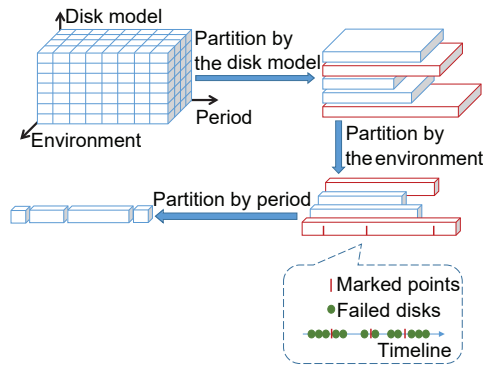 Disk model
Partition by
the disk model
Period
Environment
Partition by
the environment
Partition by period
Marked points
Failed disks
Timeline